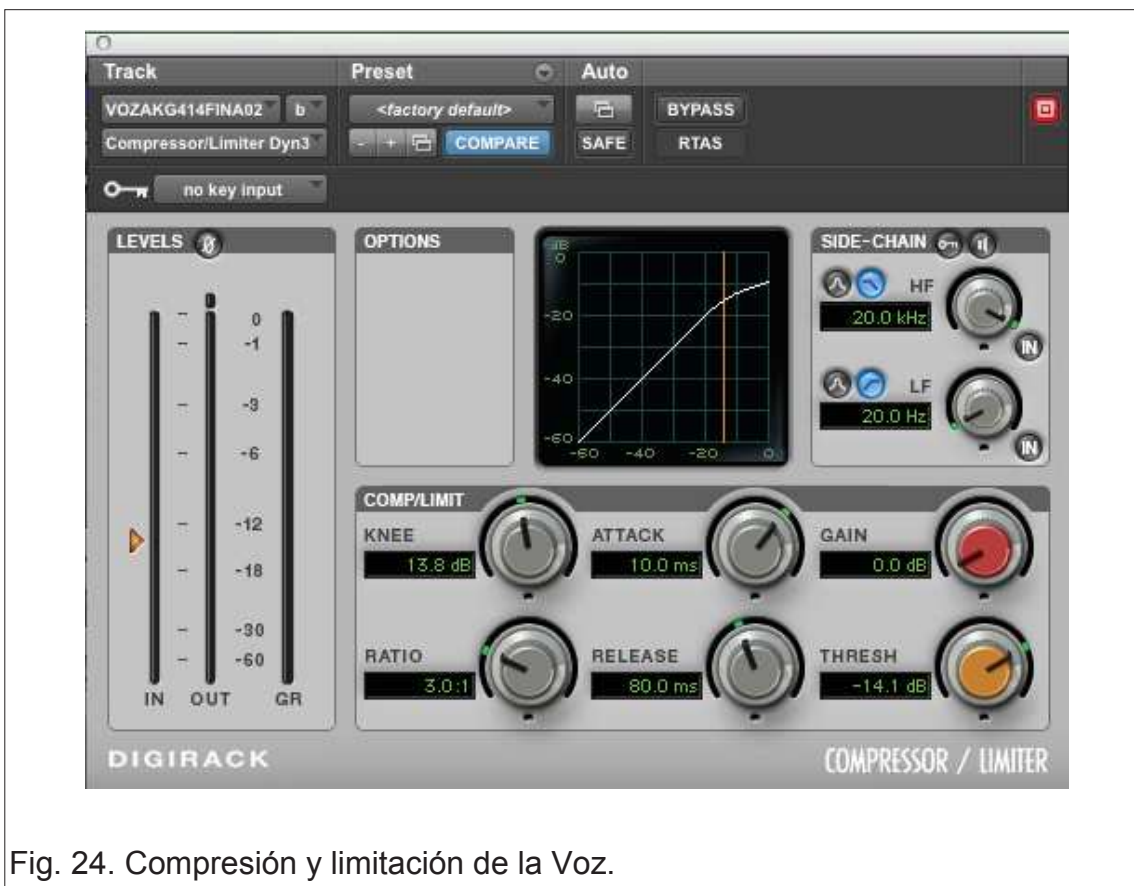 Track Preset Auto
VOZAKG414FINA02 b <factory default> BYPASS
Compressor/Limiter Dyn3 - + COMPARE SAFE RTAS
no key input
LEVELS Ø OPTIONS
dB
0
-20
-40
-60
-60 -40 -20 0
SIDE-CHAIN
HF
20.0 kHz
IN
LF
20.0 Hz
IN
0
-1
-3
-6
-12
-18
-30
-60
IN OUT GR
COMP/LIMIT
KNEE ATTACK GAIN
13.8 dB 10.0 ms 0.0 dB
RATIO RELEASE THRESH
3.0:1 80.0 ms -14.1 dB
DIGIRACK COMPRESSOR / LIMITER
Fig. 24. Compresión y limitación de la Voz.